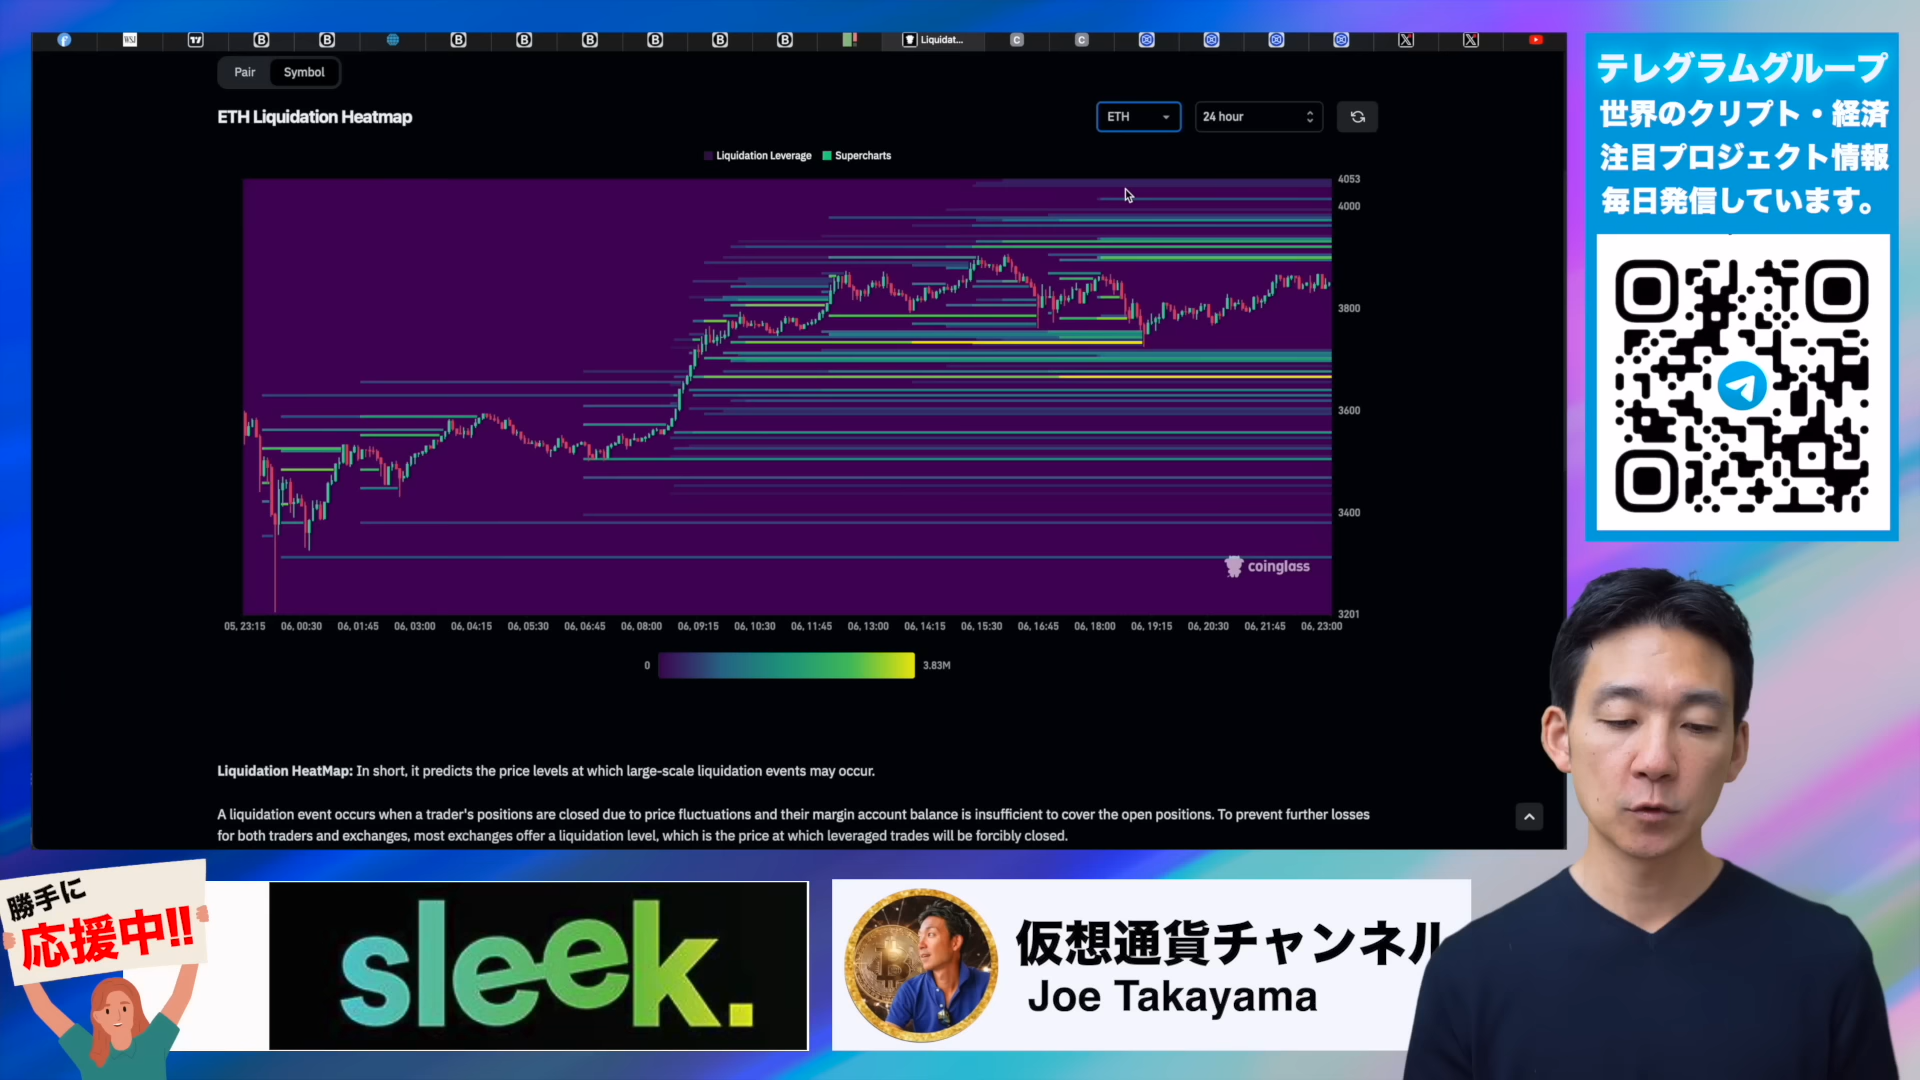 WSJ
Liquidat...
Pair
Symbol
ETH Liquidation Heatmap
ETH
24 hour
Liquidation Leverage
Supercharts
4053
4000
3800
3600
3400
3201
coinglass
05, 23:15
06, 00:30
06, 01:45
06, 03:00
06, 04:15
06, 05:30
06, 06:45
06, 08:00
06, 09:15
06, 10:30
06, 11:45
06, 13:00
06, 14:15
06, 15:30
06, 16:45
06, 18:00
06, 19:15
06, 20:30
06, 21:45
06, 23:00
0
3.83M
Liquidation HeatMap: In short, it predicts the price levels at which large-scale liquidation events may occur.
A liquidation event occurs when a trader's positions are closed due to price fluctuations and their margin account balance is insufficient to cover the open positions. To prevent further losses
for both traders and exchanges, most exchanges offer a liquidation level, which is the price at which leveraged trades will be forcibly closed.
テレグラムグループ
世界のクリプト・経済
注目プロジェクト情報
毎日発信しています。
勝手に
応援中!!
sleek.
仮想通貨チャンネル
Joe Takayama